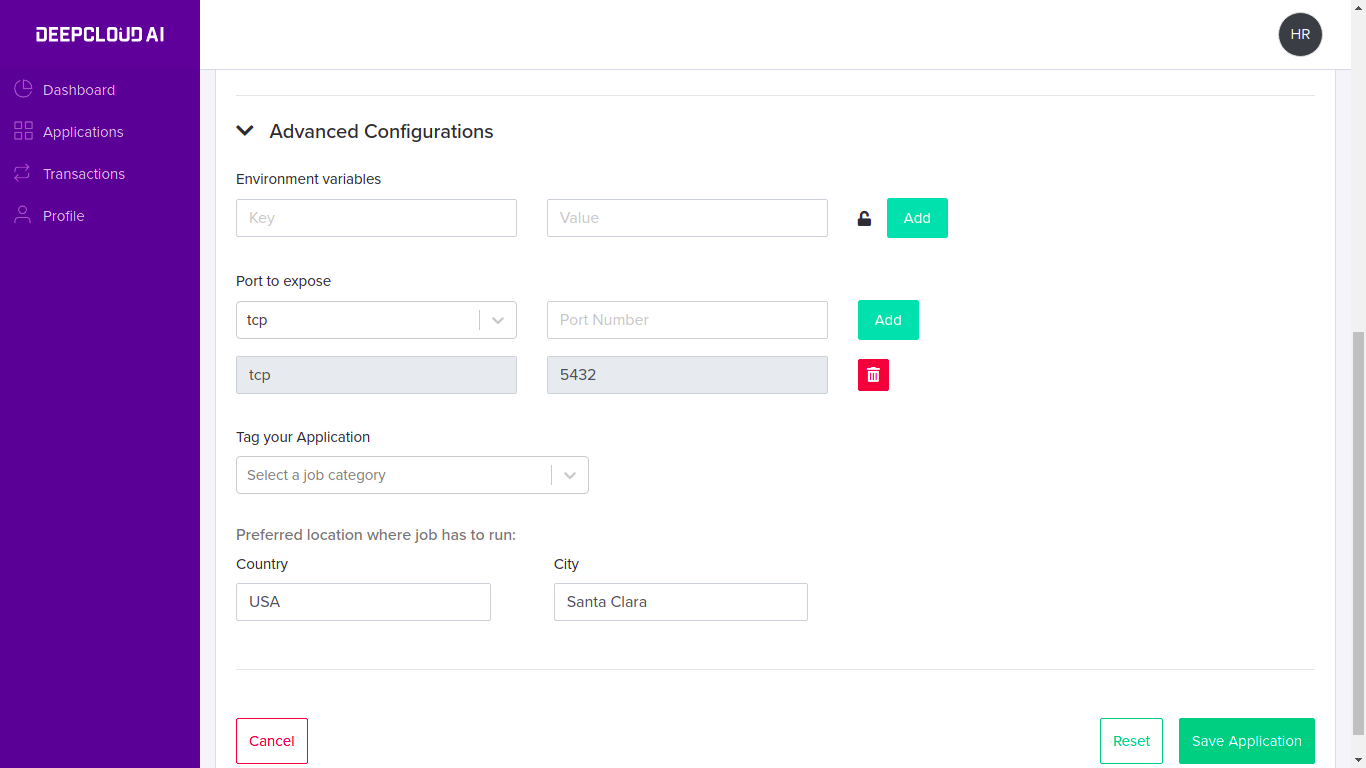 DEEPCLOUD AI
HR
Dashboard
Applications
Transactions
Profile
Advanced Configurations
Environment variables
Key
Value
Add
Port to expose
tcp
Port Number
Add
tcp
5432
Tag your Application
Select a job category
Preferred location where job has to run:
Country
City
USA
Santa Clara
Cancel
Reset
Save Application